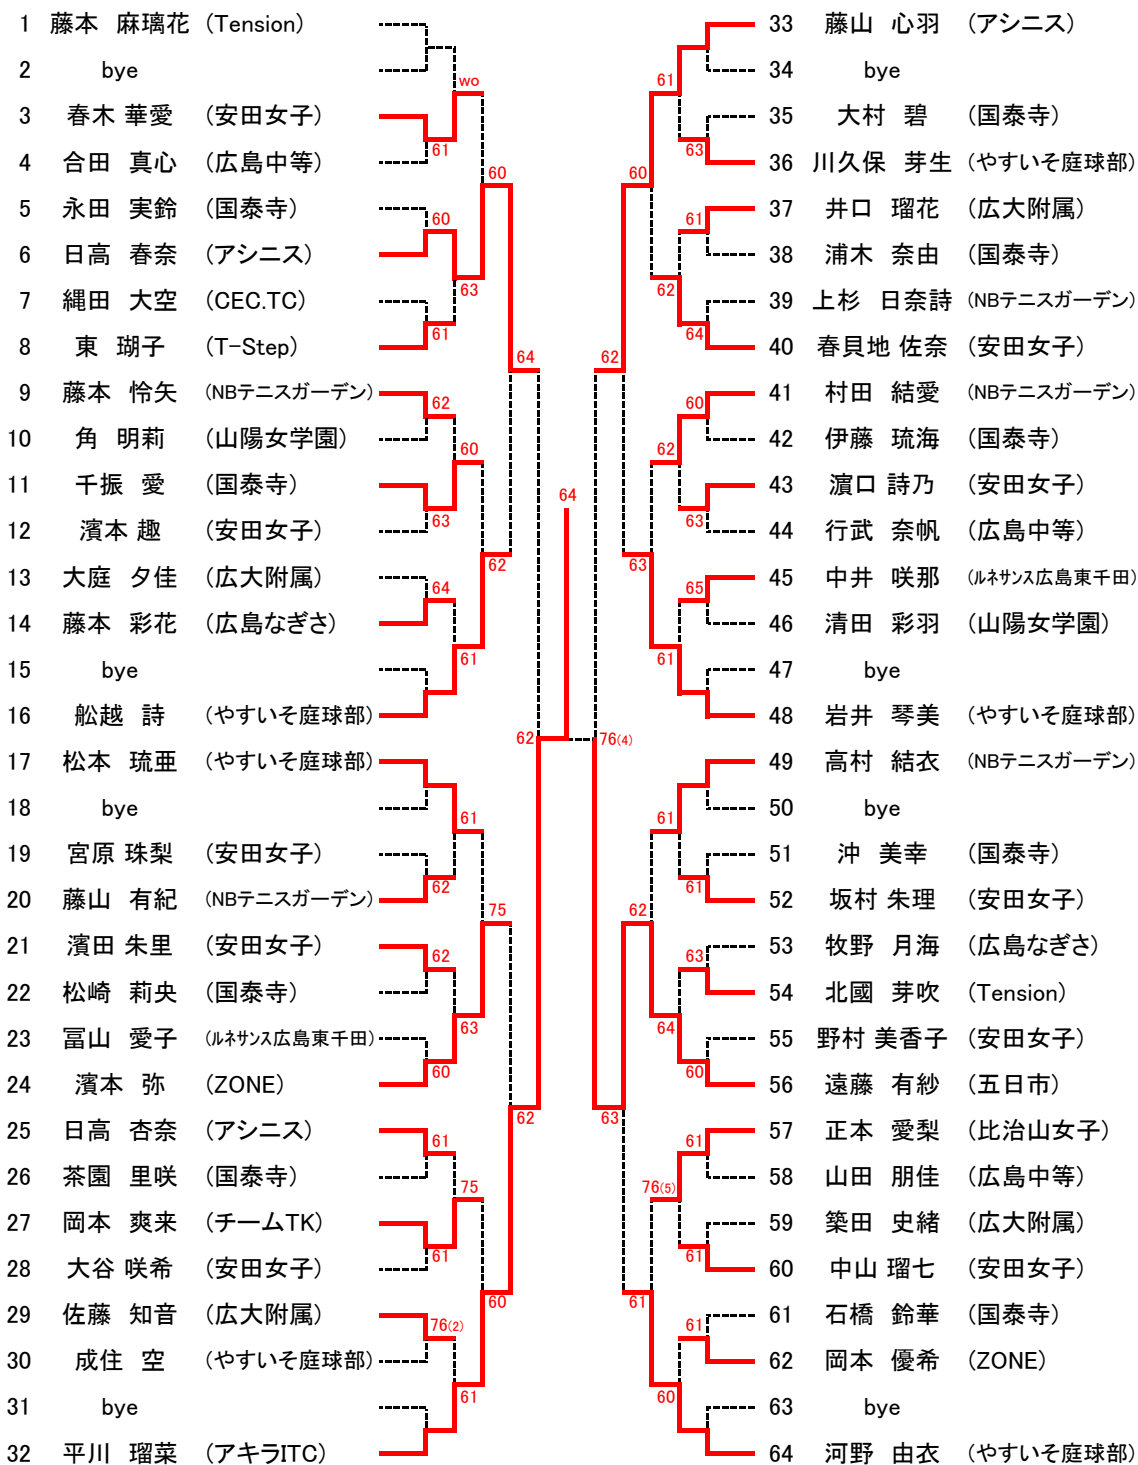 1 藤本 麻璃花 (Tension)
2 bye
3 春木 華愛 (安田女子)
4 合田 真心 (広島中等)
5 永田 実鈴 (国泰寺)
6 日高 春奈 (アシニス)
7 縄田 大空 (CEC.TC)
8 東 瑚子 (T-Step)
9 藤本 怜矢 (NBテニスガーデン)
10 角 明莉 (山陽女学園)
11 千振 愛 (国泰寺)
12 濱本 趣 (安田女子)
13 大庭 夕佳 (広大附属)
14 藤本 彩花 (広島なぎさ)
15 bye
16 舩越 詩 (やすいそ庭球部)
17 松本 琉亜 (やすいそ庭球部)
18 bye
19 宮原 珠梨 (安田女子)
20 藤山 有紀 (NBテニスガーデン)
21 濱田 朱里 (安田女子)
22 松崎 莉央 (国泰寺)
23 冨山 愛子 (ルネサンス広島東千田)
24 濱本 弥 (ZONE)
25 日高 杏奈 (アシニス)
26 茶園 里咲 (国泰寺)
27 岡本 爽来 (チームTK)
28 大谷 咲希 (安田女子)
29 佐藤 知音 (広大附属)
30 成住 空 (やすいそ庭球部)
31 bye
32 平川 瑠菜 (アキラITC)
wo
61
60
61
63
60
62
63
60
64
61
62
64
62
61
62
60
63
75
61
61
75
76(2)
61
60
62
62
64
33 藤山 心羽 (アシニス)
34 bye
35 大村 碧 (国泰寺)
36 川久保 芽生 (やすいそ庭球部)
37 井口 瑠花 (広大附属)
38 浦木 奈由 (国泰寺)
39 上杉 日奈詩 (NBテニスガーデン)
40 春貝地 佐奈 (安田女子)
41 村田 結愛 (NBテニスガーデン)
42 伊藤 琉海 (国泰寺)
43 濵口 詩乃 (安田女子)
44 行武 奈帆 (広島中等)
45 中井 咲那 (ルネサンス広島東千田)
46 清田 彩羽 (山陽女学園)
47 bye
48 岩井 琴美 (やすいそ庭球部)
49 高村 結衣 (NBテニスガーデン)
50 bye
51 沖 美幸 (国泰寺)
52 坂村 朱理 (安田女子)
53 牧野 月海 (広島なぎさ)
54 北國 芽吹 (Tension)
55 野村 美香子 (安田女子)
56 遠藤 有紗 (五日市)
57 正本 愛梨 (比治山女子)
58 山田 朋佳 (広島中等)
59 築田 史緒 (広大附属)
60 中山 瑠七 (安田女子)
61 石橋 鈴華 (国泰寺)
62 岡本 優希 (ZONE)
63 bye
64 河野 由衣 (やすいそ庭球部)
63
61
61
64
62
60
60
63
62
65
61
63
62
61
61
63
60
64
62
61
61
76(5)
61
60
61
63
76(4)